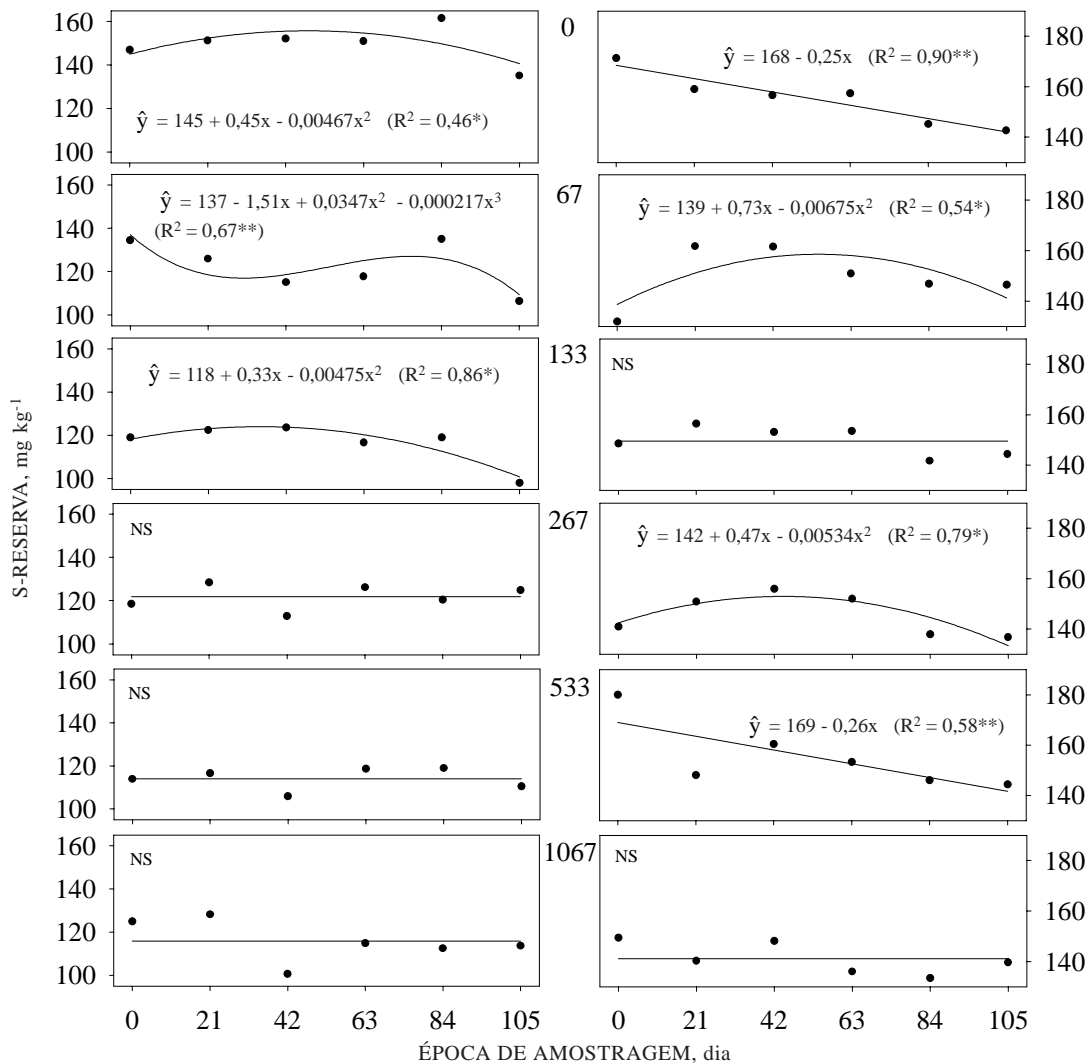 160
140
120
100
ŷ = 145 + 0,45x - 0,00467x² (R² = 0,46*)
0
ŷ = 168 - 0,25x (R² = 0,90**)
180
160
140
140
120
100
ŷ = 137 - 1,51x + 0,0347x² - 0,000217x³
(R² = 0,67**)
67
ŷ = 139 + 0,73x - 0,00675x² (R² = 0,54*)
180
160
140
160
140
120
100
ŷ = 118 + 0,33x - 0,00475x² (R² = 0,86*)
133
NS
180
160
140
S-RESERVA, mg kg⁻¹
160
140
120
100
NS
267
ŷ = 142 + 0,47x - 0,00534x² (R² = 0,79*)
180
160
140
160
140
120
100
NS
533
ŷ = 169 - 0,26x (R² = 0,58**)
180
160
140
160
140
120
100
NS
1067
NS
180
160
140
0 21 42 63 84 105 0 21 42 63 84 105
ÉPOCA DE AMOSTRAGEM, dia